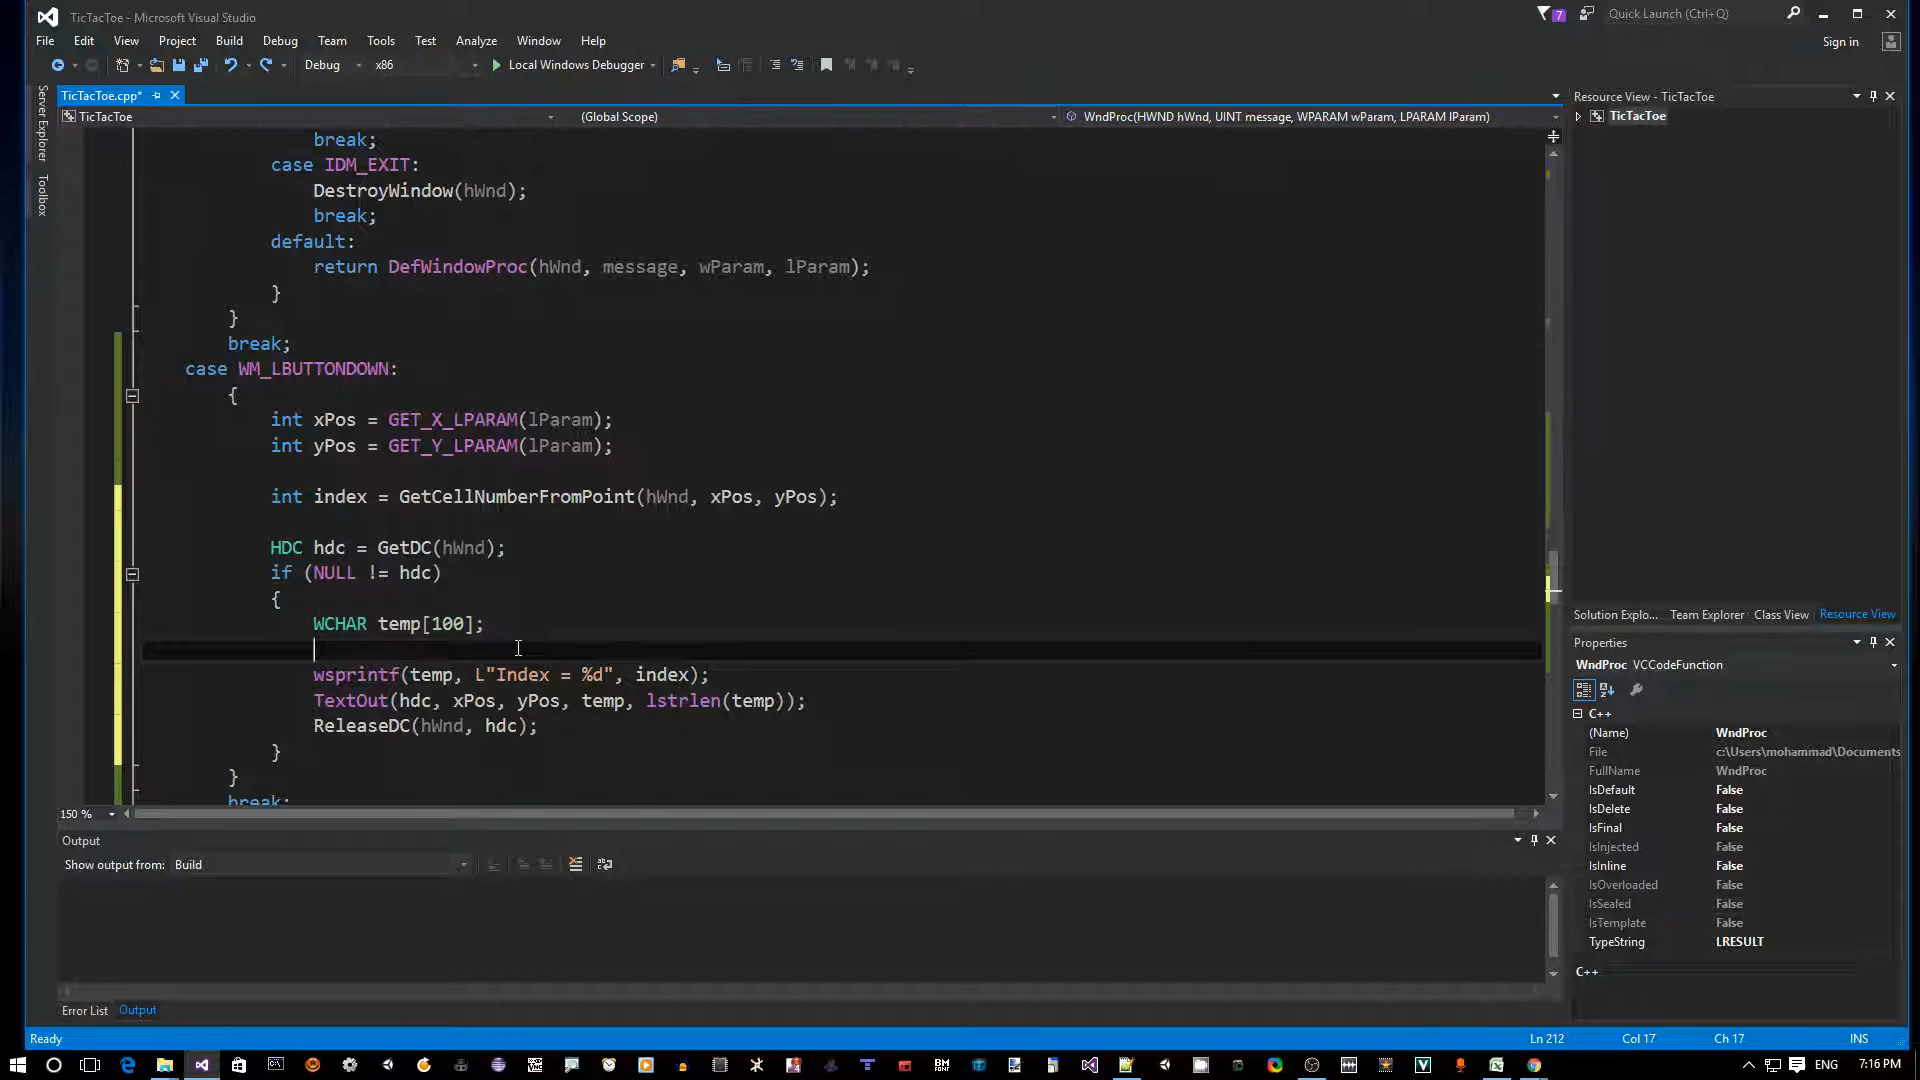 TicTacToe - Microsoft Visual Studio
7
Quick Launch (Ctrl+Q)
File Edit View Project Build Debug Team Tools Test Analyze Window Help
Sign in
Debug x86 Local Windows Debugger
Server Explorer
Toolbox
TicTacToe.cpp*
TicTacToe (Global Scope) WndProc(HWND hWnd, UINT message, WPARAM wParam, LPARAM lParam)
break;
case IDM_EXIT:
DestroyWindow(hWnd);
break;
default:
return DefWindowProc(hWnd, message, wParam, lParam);
}
}
break;
case WM_LBUTTONDOWN:
{
int xPos = GET_X_LPARAM(lParam);
int yPos = GET_Y_LPARAM(lParam);
int index = GetCellNumberFromPoint(hWnd, xPos, yPos);
HDC hdc = GetDC(hWnd);
if (NULL != hdc)
{
WCHAR temp[100];
wsprintf(temp, L"Index = %d", index);
TextOut(hdc, xPos, yPos, temp, lstrlen(temp));
ReleaseDC(hWnd, hdc);
}
}
break;
150 %
Output
Show output from: Build
Error List Output
Resource View - TicTacToe
TicTacToe
Solution Explo... Team Explorer Class View Resource View
Properties
WndProc VCCodeFunction
C++
(Name) WndProc
File c:\Users\mohammad\Documents
FullName WndProc
IsDefault False
IsDelete False
IsFinal False
IsInjected False
IsInline False
IsOverloaded False
IsSealed False
IsTemplate False
TypeString LRESULT
C++
Ready Ln 212 Col 17 Ch 17 INS
ENG 7:16 PM